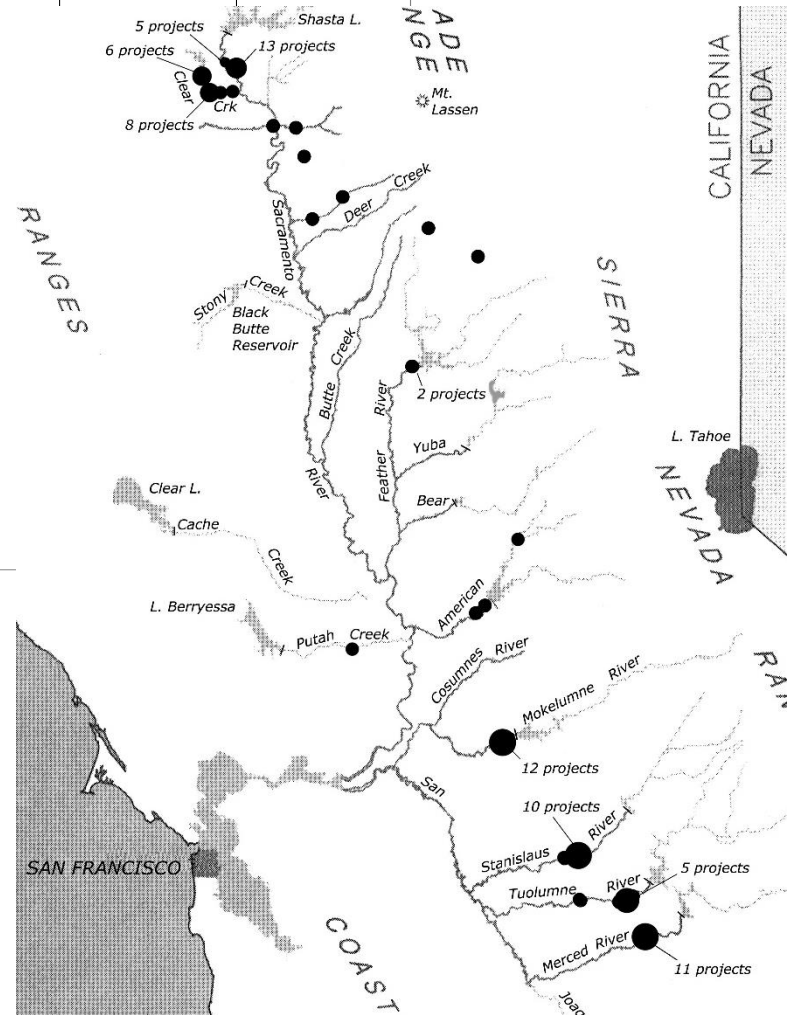 Shasta L.
5 projects
6 projects
13 projects
ADE
NGE
Clear
Crk
8 projects
Mt.
Lassen
CALIFORNIA
NEVADA
RANGES
Sacramento
Deer Creek
Stony Creek
Black
Butte
Reservoir
SIERRA
Butte Creek
Feather River
2 projects
Yuba
River
Bear
L. Tahoe
NEVADA
Clear L.
Cache
Creek
L. Berryessa
Putah Creek
American
Cosumnes River
Mokelumne River
RAN
12 projects
San
10 projects
Stanislaus River
5 projects
Tuolumne River
SAN FRANCISCO
Merced River
11 projects
COAST
Joaq